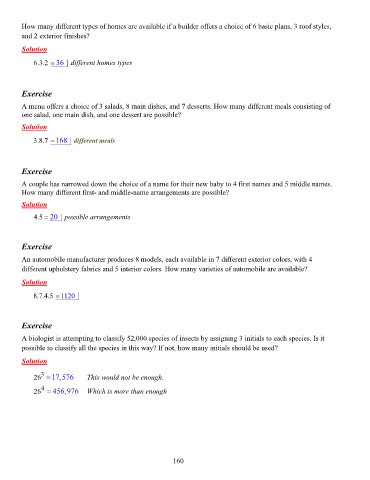 How many different types of homes are available if a builder offers a choice of 6 basic plans, 3 roof styles,
and 2 exterior finishes?
Solution
6.3.2 = 36 | different homes types
Exercise
A menu offers a choice of 3 salads, 8 main dishes, and 7 desserts. How many different meals consisting of
one salad, one main dish, and one dessert are possible?
Solution
3.8.7 = 168 | different meals
Exercise
A couple has narrowed down the choice of a name for their new baby to 4 first names and 5 middle names.
How many different first- and middle-name arrangements are possible?
Solution
4.5 = 20 | possible arrangements
Exercise
An automobile manufacturer produces 8 models, each available in 7 different exterior colors, with 4
different upholstery fabrics and 5 interior colors. How many varieties of automobile are available?
Solution
8.7.4.5 = 1120 |
Exercise
A biologist is attempting to classify 52,000 species of insects by assigning 3 initials to each species. Is it
possible to classify all the species in this way? If not, how many initials should be used?
Solution
26³ = 17,576 This would not be enough.
26⁴ = 456,976 Which is more than enough
160